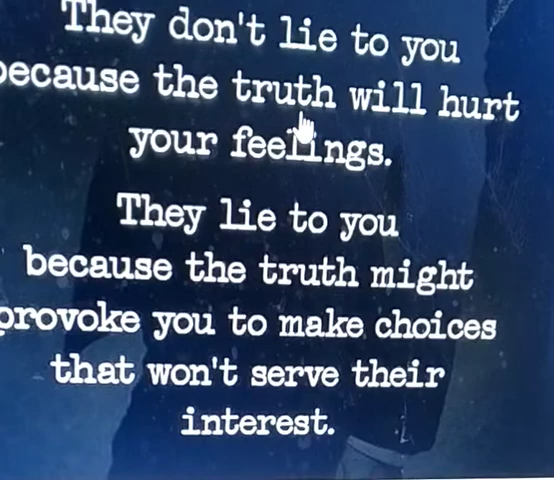 They don't lie to you
because the truth will hurt
your feelings.
They lie to you
because the truth might
provoke you to make choices
that won't serve their
interest.